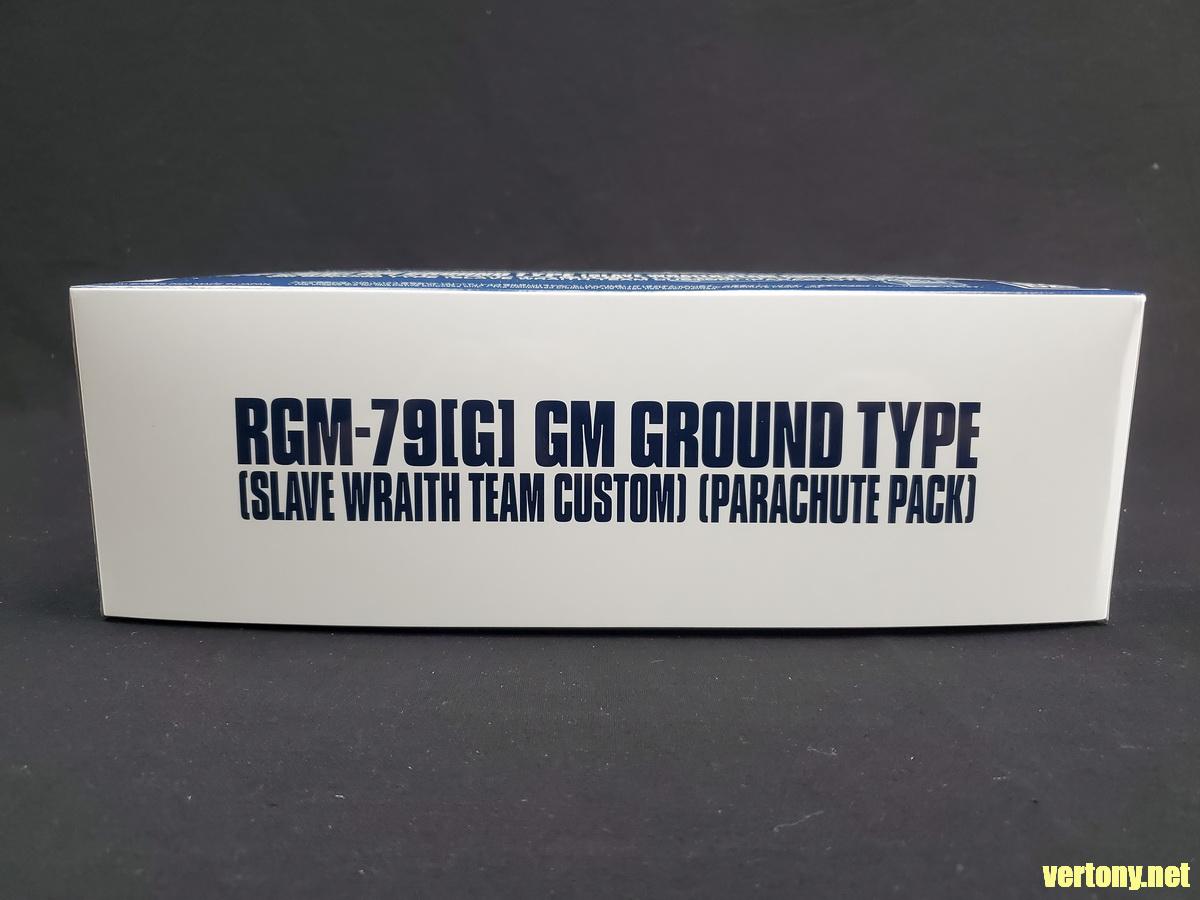 RGM-79[G] GM GROUND TYPE
(SLAVE WRAITH TEAM CUSTOM) (PARACHUTE PACK)
vertony.net